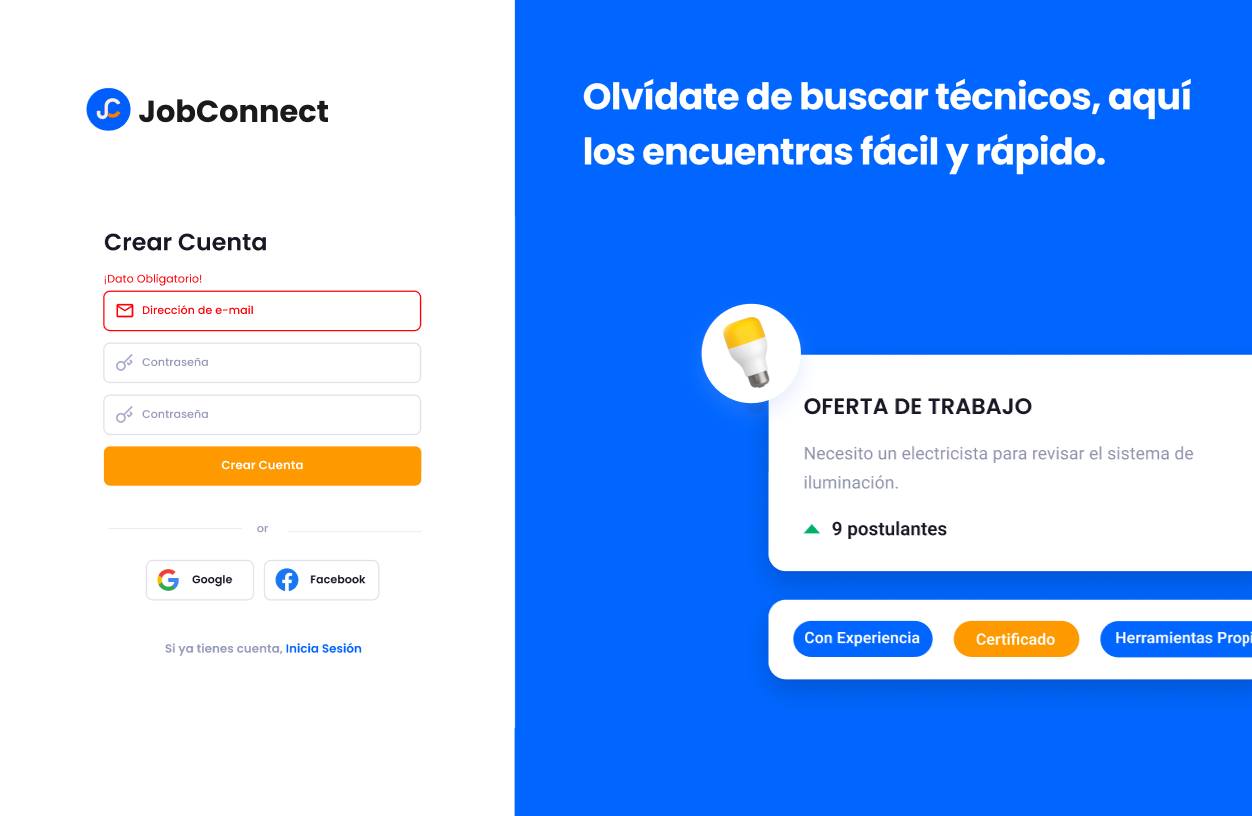 JC JobConnect
Crear Cuenta
¡Dato Obligatorio!
Dirección de e-mail
Contraseña
Contraseña
Crear Cuenta
or
Google
Facebook
Si ya tienes cuenta, Inicia Sesión
Olvídate de buscar técnicos, aquí
los encuentras fácil y rápido.
OFERTA DE TRABAJO
Necesito un electricista para revisar el sistema de
iluminación.
9 postulantes
Con Experiencia
Certificado
Herramientas Propi